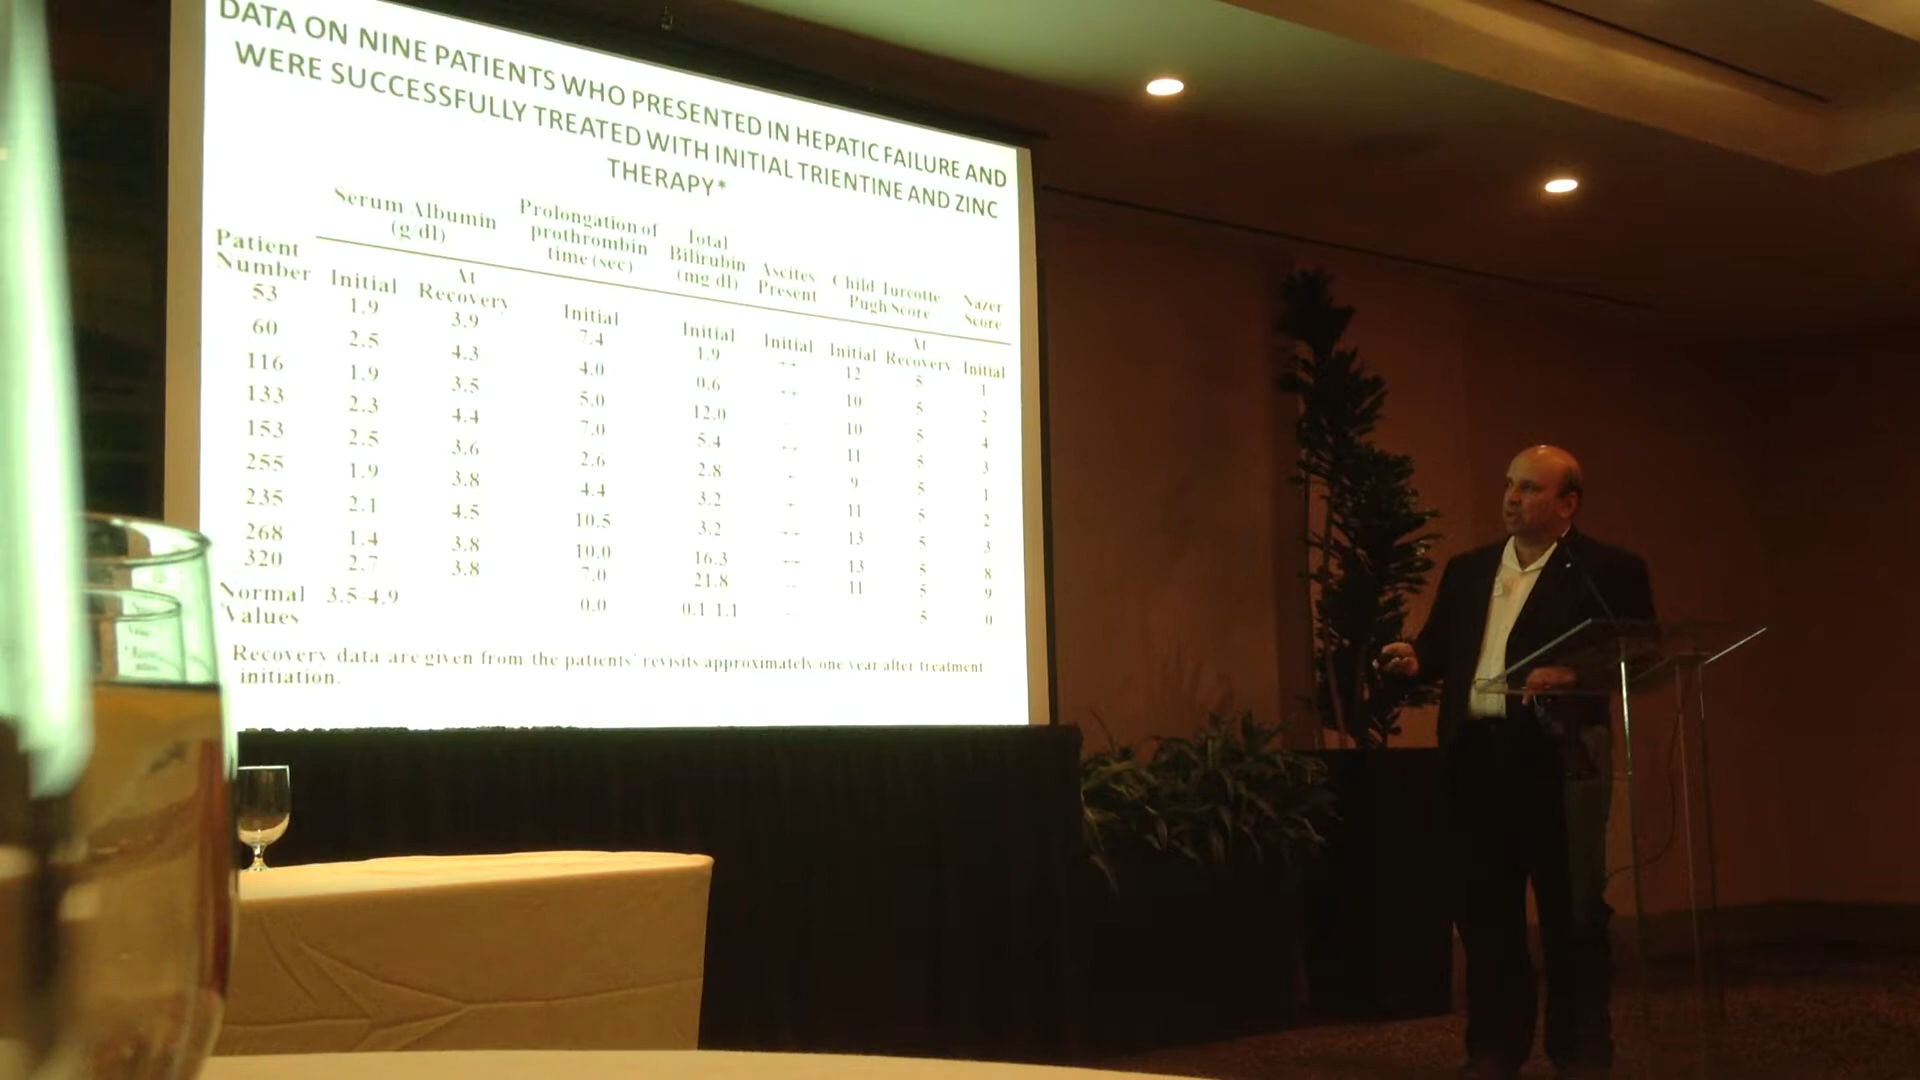 DATA ON NINE PATIENTS WHO PRESENTED IN HEPATIC FAILURE AND
WERE SUCCESSFULLY TREATED WITH INITIAL TRIENTINE AND ZINC
THERAPY*
Patient Number Serum Albumin (g/dl) Prolongation of prothrombin time (sec) Total Bilirubin (mg/dl) Ascites Present Child Turcotte Pugh Score Nazer Score
Initial At Recovery Initial Initial Initial Initial At Recovery Initial
53 1.9 3.9 7.4 1.9 ++ 12 5 1
60 2.5 4.3 4.0 0.6 ++ 10 5 2
116 1.9 3.5 5.0 12.0 10 5 4
133 2.3 4.4 7.0 5.4 11 5 3
153 2.5 3.6 2.6 2.8 9 5 1
255 1.9 3.8 4.4 3.2 11 5 2
235 2.1 4.5 10.5 3.2 13 5 3
268 1.4 3.8 10.0 16.3 13 5 8
320 2.7 3.8 7.0 21.8 11 5 9
Normal Values 3.5-4.9 0.0 0.1-1.1 5 0
Recovery data are given from the patients' revisits approximately one year after treatment
initiation.